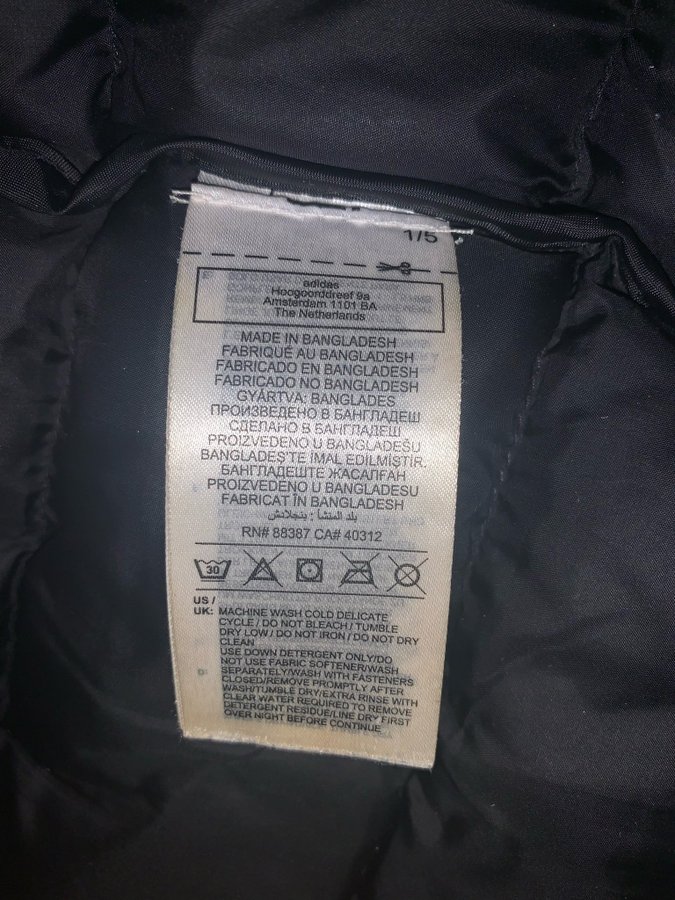 1/5
adidas
Hoogoorddreef 9a
Amsterdam 1101 BA
The Netherlands
MADE IN BANGLADESH
FABRIQUÉ AU BANGLADESH
FABRICADO EN BANGLADESH
FABRICADO NO BANGLADESH
GYÁRTVA: BANGLADES
ПРОИЗВЕДЕНО В БАНГЛАДЕШ
СДЕЛАНО В БАНГЛАДЕШ
PROIZVEDENO U BANGLADEŠU
BANGLADEŞ'TE İMAL EDİLMİŞTİR.
БАНГЛАДЕШТЕ ЖАСАЛҒАН
PROIZVEDENO U BANGLADESU
FABRICAT ÎN BANGLADESH
بلد المنشأ : بنجلاديش
RN# 88387 CA# 40312
30
US /
UK: MACHINE WASH COLD DELICATE
CYCLE / DO NOT BLEACH / TUMBLE
DRY LOW / DO NOT IRON / DO NOT DRY
CLEAN
USE DOWN DETERGENT ONLY/DO
NOT USE FABRIC SOFTENER/WASH
SEPARATELY/WASH WITH FASTENERS
CLOSED/REMOVE PROMPTLY AFTER
WASH/TUMBLE DRY/EXTRA RINSE WITH
CLEAR WATER REQUIRED TO REMOVE
DETERGENT RESIDUE/LINE DRY FIRST
OVER NIGHT BEFORE CONTINUE